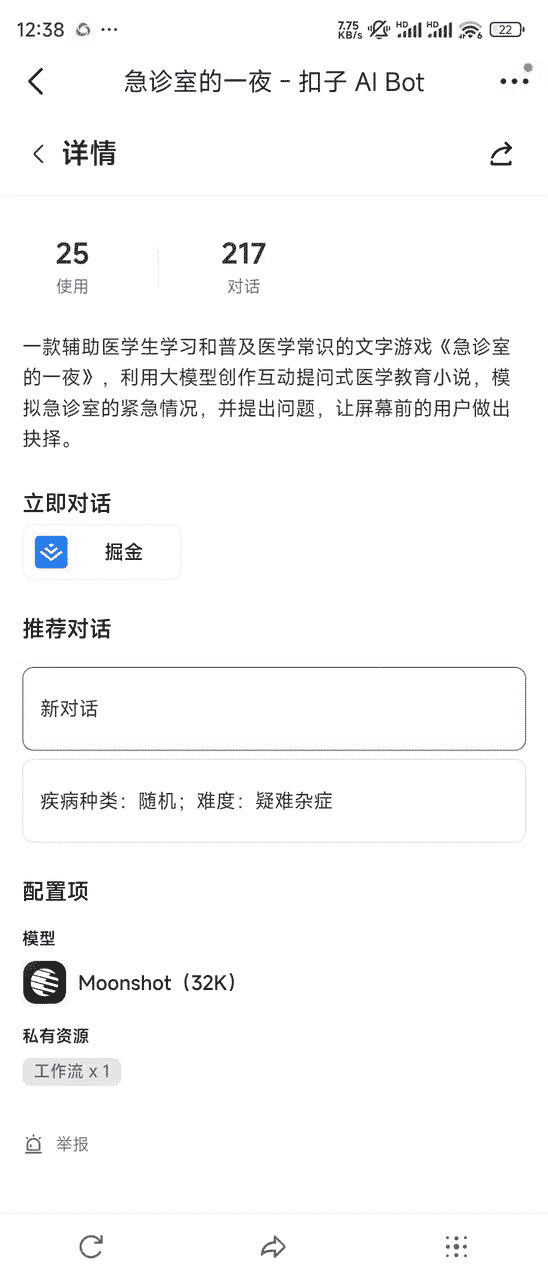 12:38
7.75 KB/s HD HD 6 22
急诊室的一夜 - 扣子 AI Bot
详情
25 217
使用 对话
一款辅助医学生学习和普及医学常识的文字游戏《急诊室
的一夜》，利用大模型创作互动提问式医学教育小说，模
拟急诊室的紧急情况，并提出问题，让屏幕前的用户做出
抉择。
立即对话
掘金
推荐对话
新对话
疾病种类：随机；难度：疑难杂症
配置项
模型
Moonshot（32K）
私有资源
工作流 x 1
举报